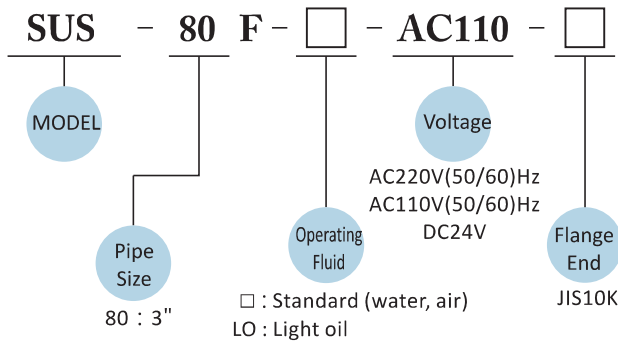 SUS - 80 F - □ - AC110 - □
MODEL
Pipe
Size
80 : 3"
Operating
Fluid
□ : Standard (water, air)
LO : Light oil
Voltage
AC220V(50/60)Hz
AC110V(50/60)Hz
DC24V
Flange
End
JIS10K